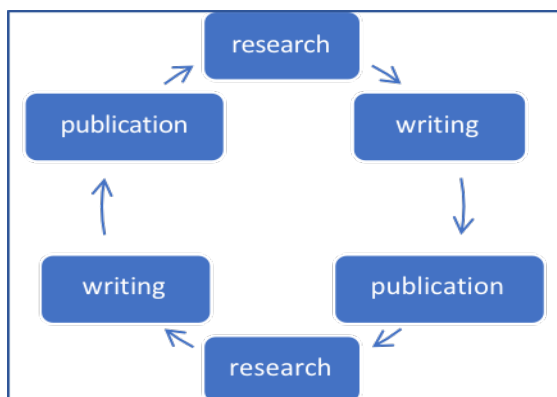 research
writing
publication
research
writing
publication